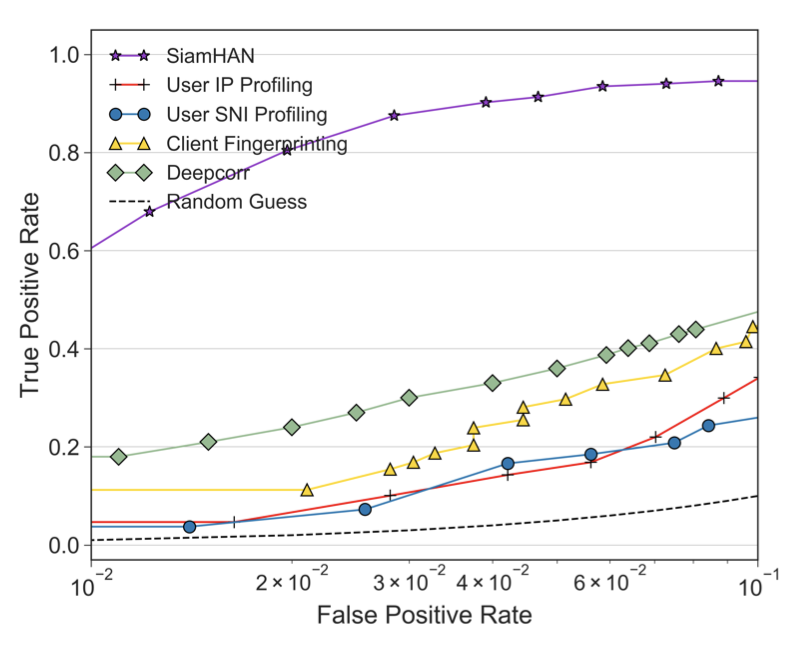 True Positive Rate
1.0
0.8
0.6
0.4
0.2
0.0
SiamHAN
User IP Profiling
User SNI Profiling
Client Fingerprinting
Deepcorr
Random Guess
10⁻² 2 × 10⁻² 3 × 10⁻² 4 × 10⁻² 6 × 10⁻² 10⁻¹
False Positive Rate